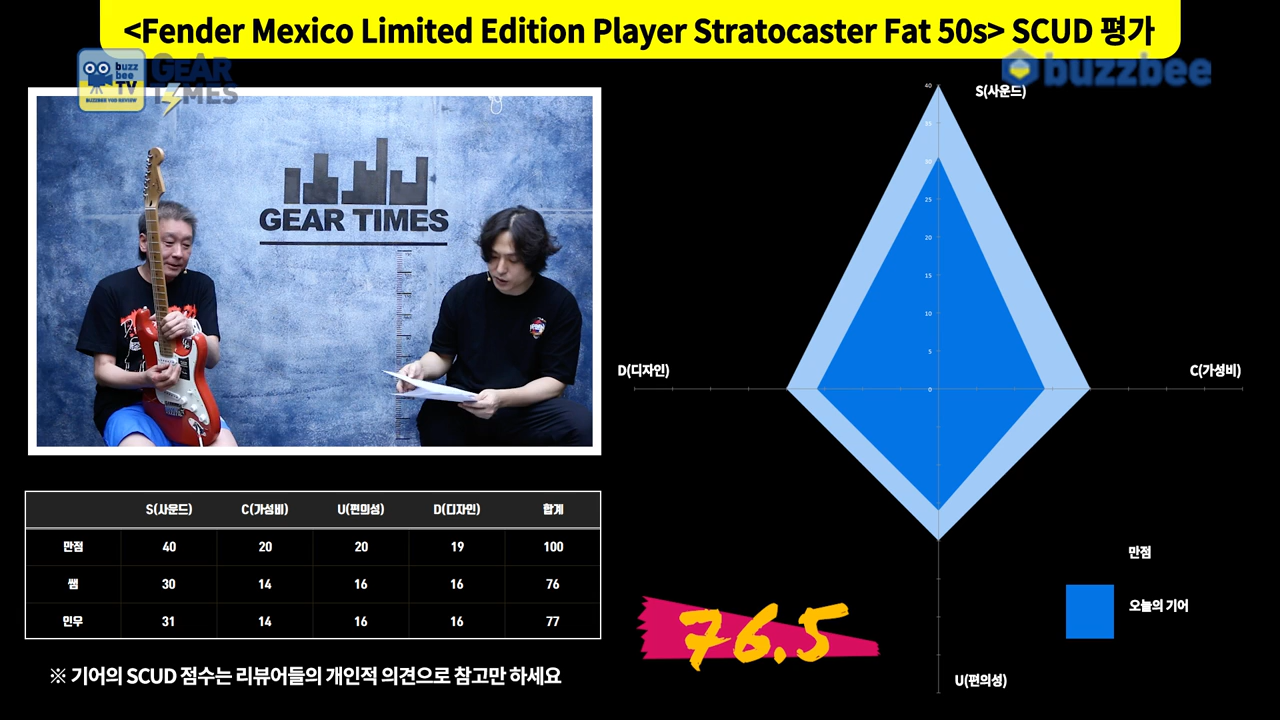 <Fender Mexico Limited Edition Player Stratocaster Fat 50s> SCUD 평가
buzz
bee
TV
BUZZBEE VOD REVIEW
GEAR
TIMES
buzzbee
GEAR TIMES
S(사운드)
40
35
30
25
20
15
10
5
0
D(디자인)
C(가성비)
U(편의성)
만점
오늘의 기어
S(사운드) C(가성비) U(편의성) D(디자인) 합계
만점 40 20 20 19 100
쌤 30 14 16 16 76
민우 31 14 16 16 77
76.5
※ 기어의 SCUD 점수는 리뷰어들의 개인적 의견으로 참고만 하세요